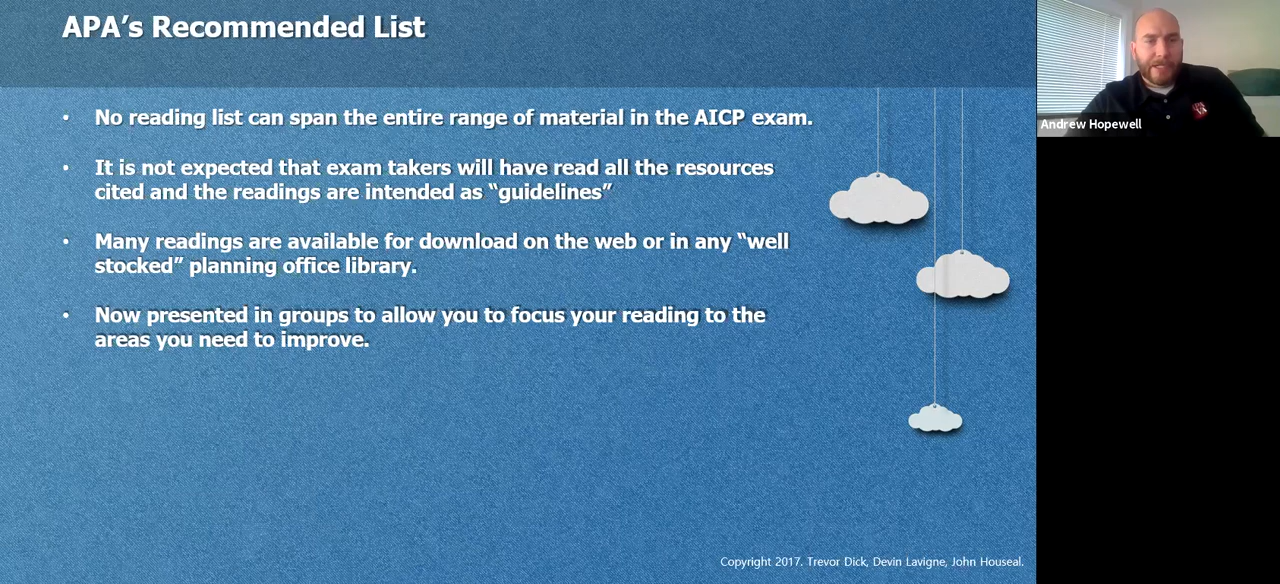 APA’s Recommended List
• No reading list can span the entire range of material in the AICP exam.
• It is not expected that exam takers will have read all the resources
cited and the readings are intended as “guidelines”
• Many readings are available for download on the web or in any “well
stocked” planning office library.
• Now presented in groups to allow you to focus your reading to the
areas you need to improve.
Copyright 2017. Trevor Dick, Devin Lavigne, John Houseal.
Andrew Hopewell